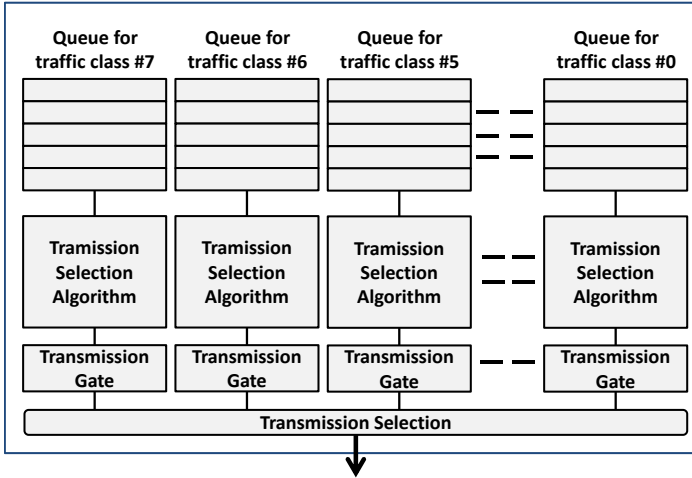 Queue for
traffic class #7
Queue for
traffic class #6
Queue for
traffic class #5
Queue for
traffic class #0
Tramission
Selection
Algorithm
Tramission
Selection
Algorithm
Tramission
Selection
Algorithm
Tramission
Selection
Algorithm
Transmission
Gate
Transmission
Gate
Transmission
Gate
Transmission
Gate
Transmission Selection